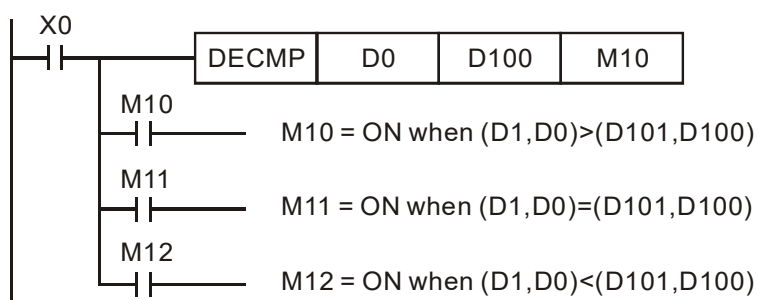 X0
DECMP D0 D100 M10
M10
M10 = ON when (D1,D0)>(D101,D100)
M11
M11 = ON when (D1,D0)=(D101,D100)
M12
M12 = ON when (D1,D0)<(D101,D100)